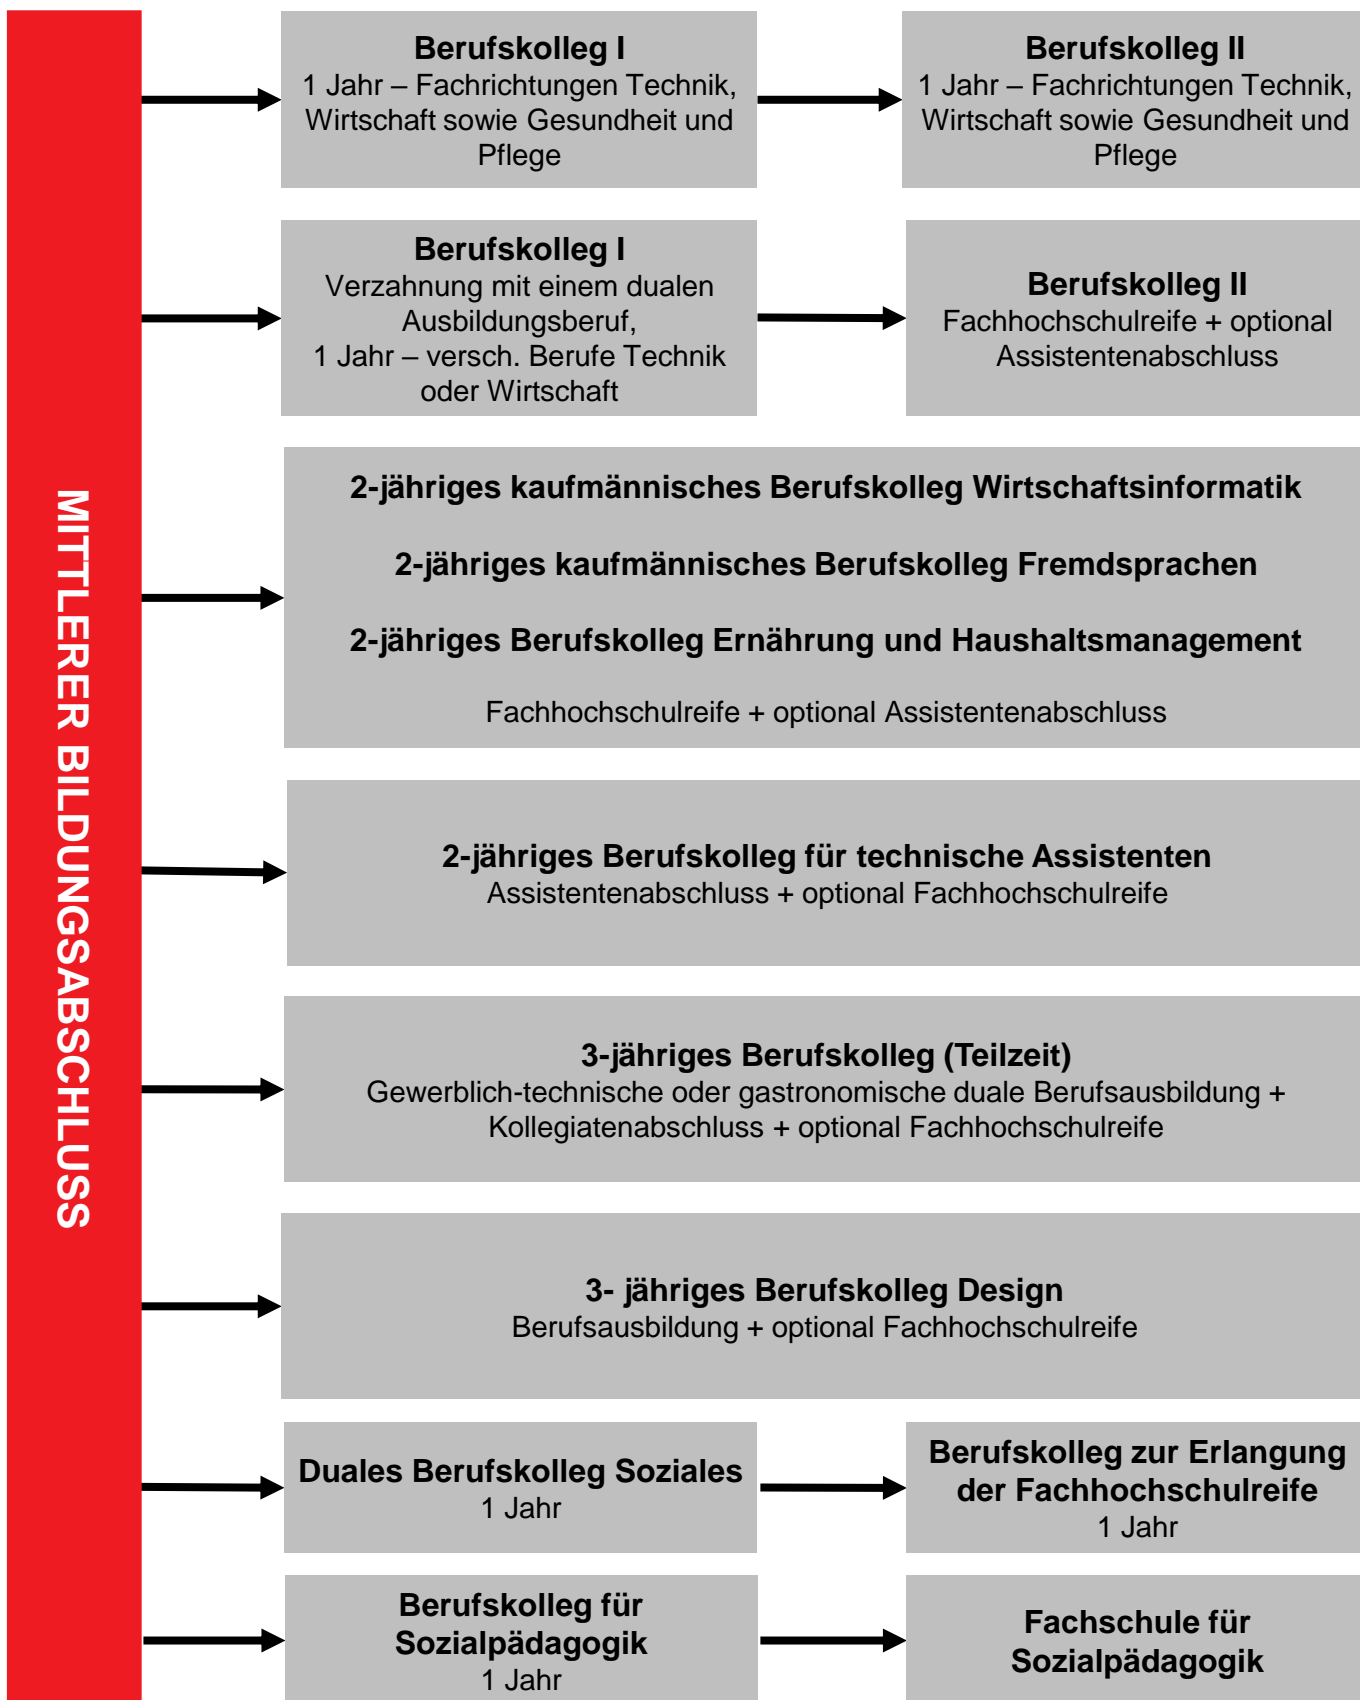 MITTLERER BILDUNGSABSCHLUSS
Berufskolleg I
1 Jahr – Fachrichtungen Technik,
Wirtschaft sowie Gesundheit und
Pflege
Berufskolleg II
1 Jahr – Fachrichtungen Technik,
Wirtschaft sowie Gesundheit und
Pflege
Berufskolleg I
Verzahnung mit einem dualen
Ausbildungsberuf,
1 Jahr – versch. Berufe Technik
oder Wirtschaft
Berufskolleg II
Fachhochschulreife + optional
Assistentenabschluss
2-jähriges kaufmännisches Berufskolleg Wirtschaftsinformatik
2-jähriges kaufmännisches Berufskolleg Fremdsprachen
2-jähriges Berufskolleg Ernährung und Haushaltsmanagement
Fachhochschulreife + optional Assistentenabschluss
2-jähriges Berufskolleg für technische Assistenten
Assistentenabschluss + optional Fachhochschulreife
3-jähriges Berufskolleg (Teilzeit)
Gewerblich-technische oder gastronomische duale Berufsausbildung +
Kollegiatenabschluss + optional Fachhochschulreife
3- jähriges Berufskolleg Design
Berufsausbildung + optional Fachhochschulreife
Duales Berufskolleg Soziales
1 Jahr
Berufskolleg zur Erlangung
der Fachhochschulreife
1 Jahr
Berufskolleg für
Sozialpädagogik
1 Jahr
Fachschule für
Sozialpädagogik